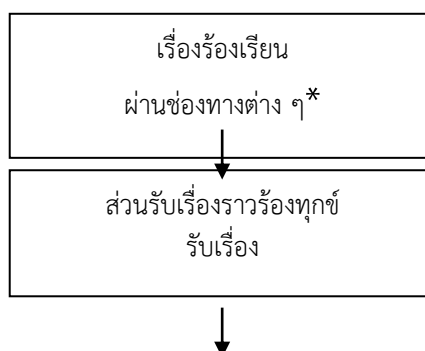 เรื่องร้องเรียน
ผ่านช่องทางต่าง ๆ*
ส่วนรับเรื่องราวร้องทุกข์
รับเรื่อง